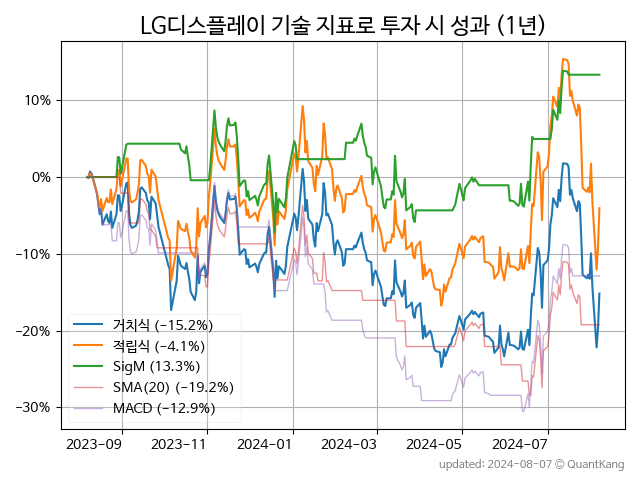 LG디스플레이 기술 지표로 투자 시 성과 (1년)
10%
0%
−10%
−20%
−30%
거치식 (−15.2%)
적립식 (−4.1%)
SigM (13.3%)
SMA(20) (−19.2%)
MACD (−12.9%)
2023-09 2023-11 2024-01 2024-03 2024-05 2024-07
updated: 2024-08-07 © QuantKang